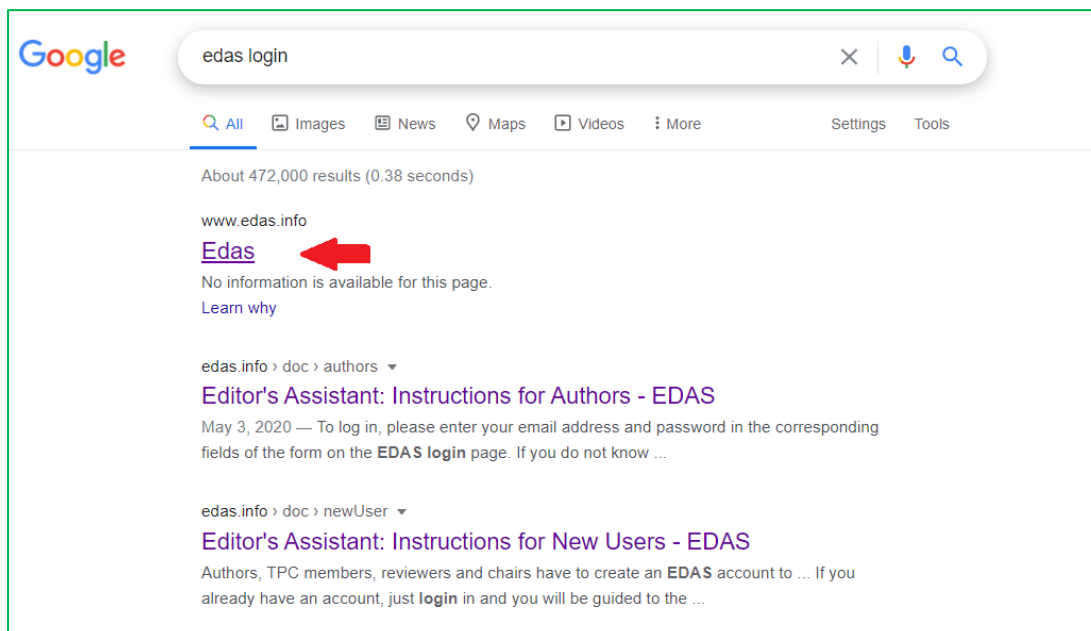 Google
edas login
All Images News Maps Videos More Settings Tools
About 472,000 results (0.38 seconds)
www.edas.info
Edas
No information is available for this page.
Learn why
edas.info › doc › authors
Editor's Assistant: Instructions for Authors - EDAS
May 3, 2020 — To log in, please enter your email address and password in the corresponding
fields of the form on the EDAS login page. If you do not know ...
edas.info › doc › newUser
Editor's Assistant: Instructions for New Users - EDAS
Authors, TPC members, reviewers and chairs have to create an EDAS account to ... If you
already have an account, just login in and you will be guided to the ...